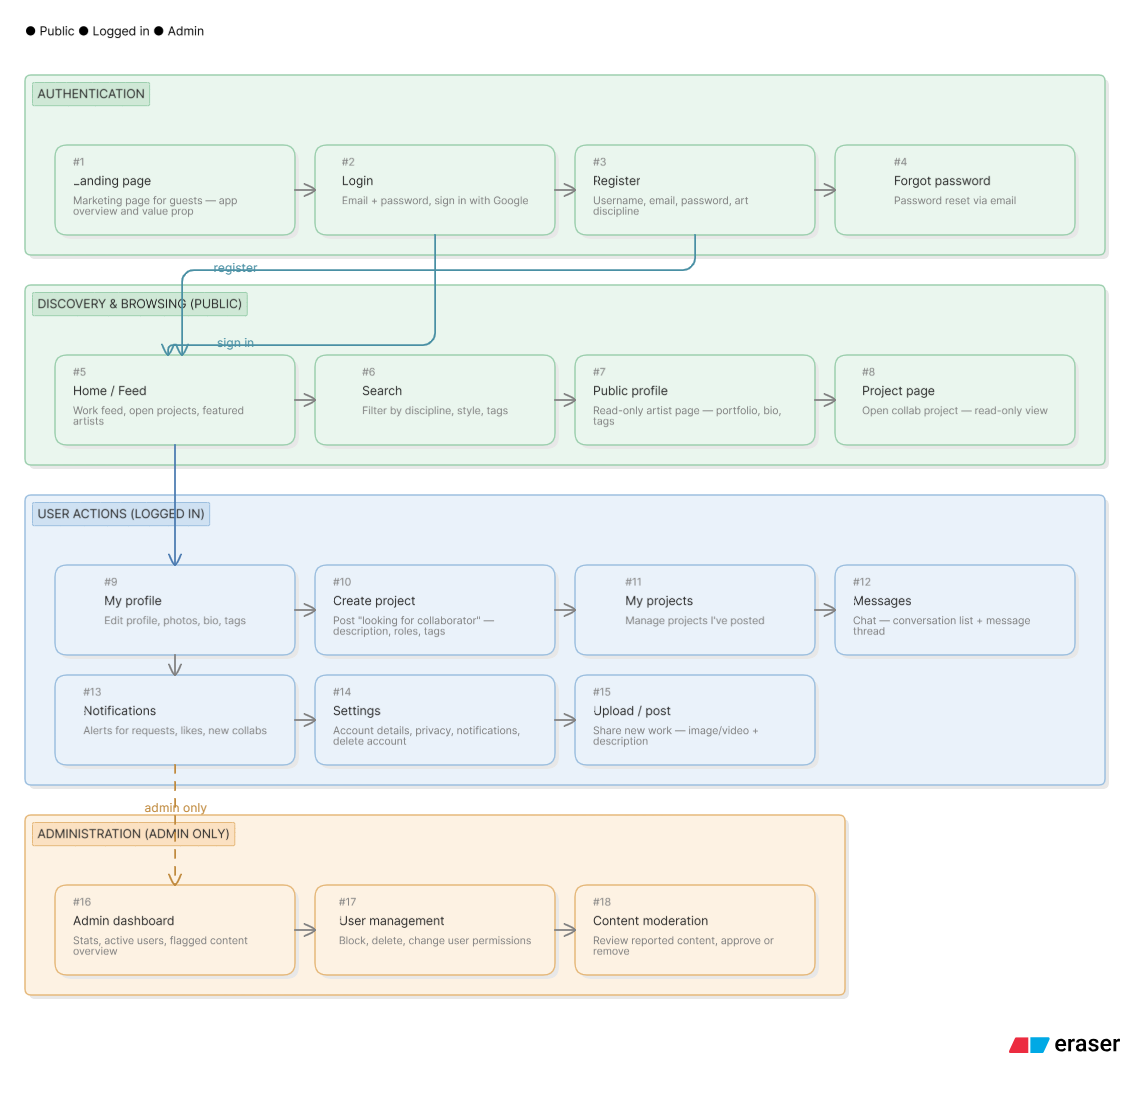 ● Public ● Logged in ● Admin
AUTHENTICATION
#1
Landing page
Marketing page for guests — app
overview and value prop
#2
Login
Email + password, sign in with Google
#3
Register
Username, email, password, art
discipline
#4
Forgot password
Password reset via email
register
DISCOVERY & BROWSING (PUBLIC)
sign in
#5
Home / Feed
Work feed, open projects, featured
artists
#6
Search
Filter by discipline, style, tags
#7
Public profile
Read-only artist page — portfolio, bio,
tags
#8
Project page
Open collab project — read-only view
USER ACTIONS (LOGGED IN)
#9
My profile
Edit profile, photos, bio, tags
#10
Create project
Post "looking for collaborator" —
description, roles, tags
#11
My projects
Manage projects I've posted
#12
Messages
Chat — conversation list + message
thread
#13
Notifications
Alerts for requests, likes, new collabs
#14
Settings
Account details, privacy, notifications,
delete account
#15
Upload / post
Share new work — image/video +
description
admin only
ADMINISTRATION (ADMIN ONLY)
#16
Admin dashboard
Stats, active users, flagged content
overview
#17
User management
Block, delete, change user permissions
#18
Content moderation
Review reported content, approve or
remove
eraser